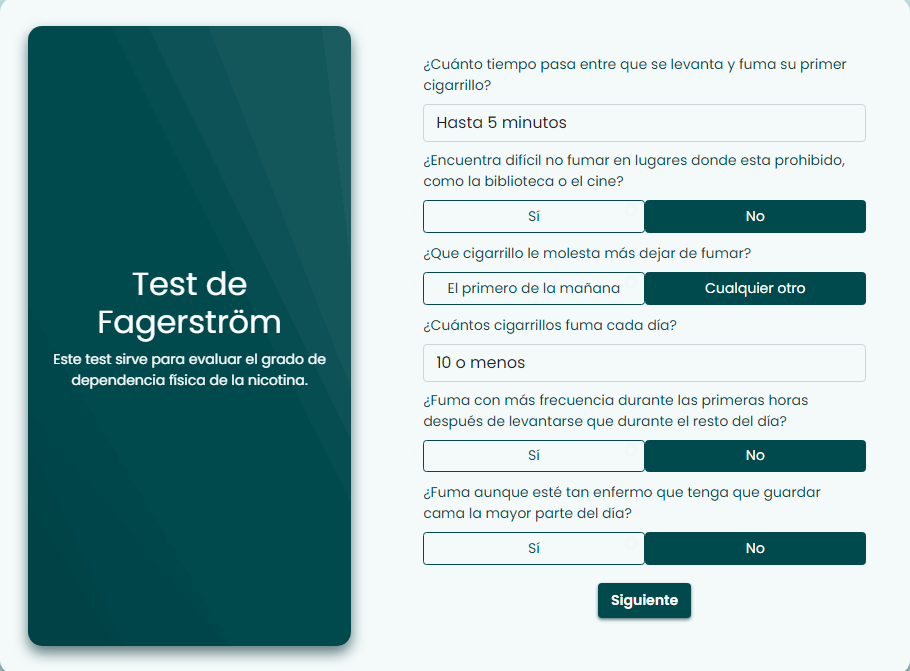 Test de
Fagerström
Este test sirve para evaluar el grado de
dependencia física de la nicotina.
¿Cuánto tiempo pasa entre que se levanta y fuma su primer
cigarrillo?
Hasta 5 minutos
¿Encuentra difícil no fumar en lugares donde esta prohibido,
como la biblioteca o el cine?
Sí
No
¿Que cigarrillo le molesta más dejar de fumar?
El primero de la mañana
Cualquier otro
¿Cuántos cigarrillos fuma cada día?
10 o menos
¿Fuma con más frecuencia durante las primeras horas
después de levantarse que durante el resto del día?
Sí
No
¿Fuma aunque esté tan enfermo que tenga que guardar
cama la mayor parte del día?
Sí
No
Siguiente